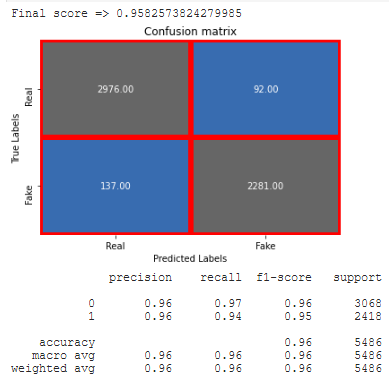 Final score => 0.9582573824279985
Confusion matrix
True Labels
Real
2976.00 92.00
Fake
137.00 2281.00
Real Fake
Predicted Labels
precision recall f1-score support
0 0.96 0.97 0.96 3068
1 0.96 0.94 0.95 2418
accuracy 0.96 5486
macro avg 0.96 0.96 0.96 5486
weighted avg 0.96 0.96 0.96 5486